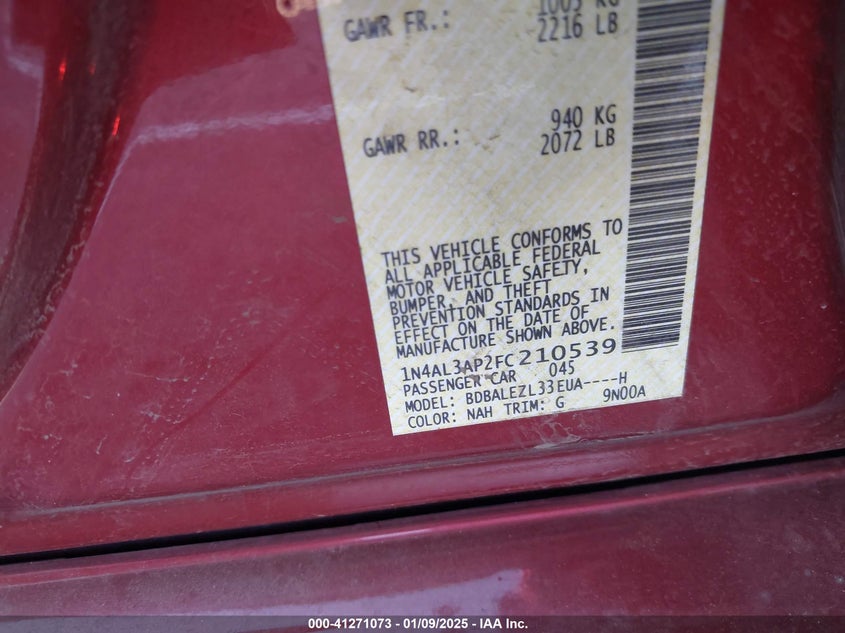 GAWR FR.: 1005 KG
2216 LB
GAWR RR.: 940 KG
2072 LB
THIS VEHICLE CONFORMS TO
ALL APPLICABLE FEDERAL
MOTOR VEHICLE SAFETY,
BUMPER, AND THEFT
PREVENTION STANDARDS IN
EFFECT ON THE DATE OF
MANUFACTURE SHOWN ABOVE.
1N4AL3AP2FC210539
PASSENGER CAR 045
MODEL: BDBALEZL33EUA----H
COLOR: NAH TRIM: G 9N00A
000-41271073 / 01/09/2025 - IAA Inc.